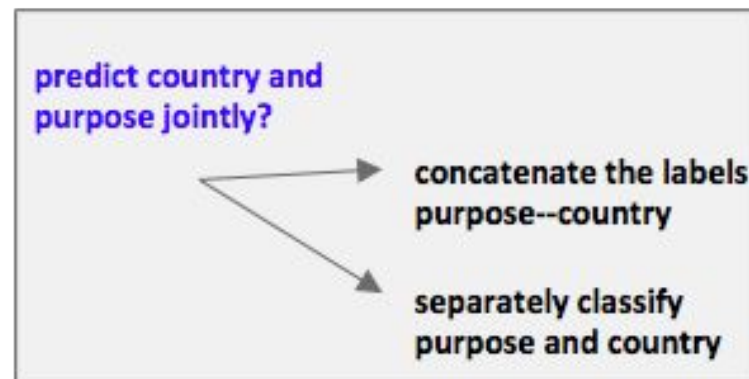 predict country and
purpose jointly?
concatenate the labels
purpose--country
separately classify
purpose and country